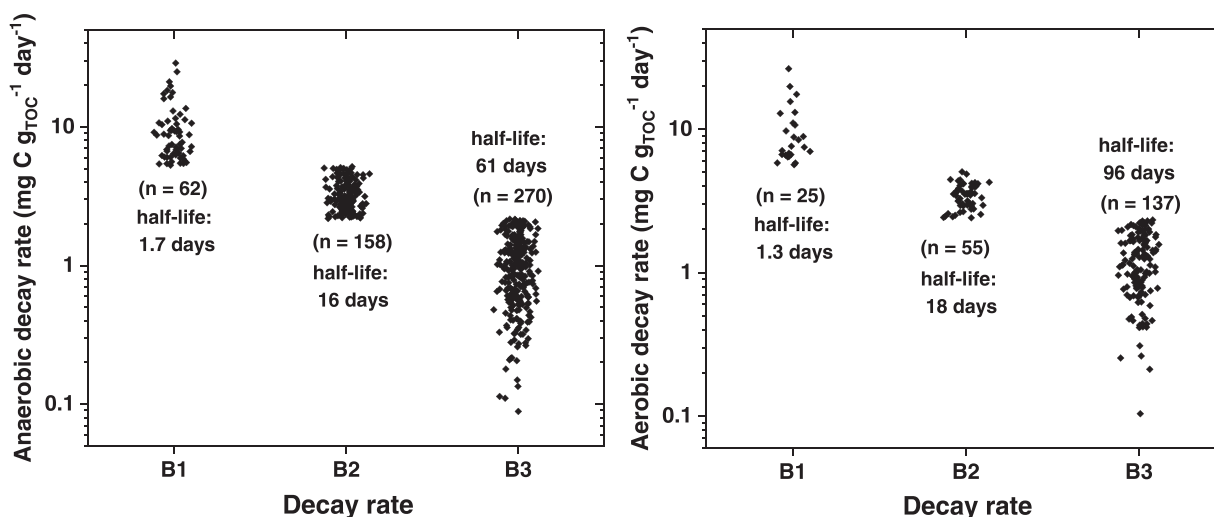 Anaerobic decay rate (mg C g_TOC⁻¹ day⁻¹)
10
1
0.1
(n = 62)
half-life:
1.7 days
(n = 158)
half-life:
16 days
half-life:
61 days
(n = 270)
B1
B2
B3
Decay rate
Aerobic decay rate (mg C g_TOC⁻¹ day⁻¹)
10
1
0.1
(n = 25)
half-life:
1.3 days
(n = 55)
half-life:
18 days
half-life:
96 days
(n = 137)
B1
B2
B3
Decay rate